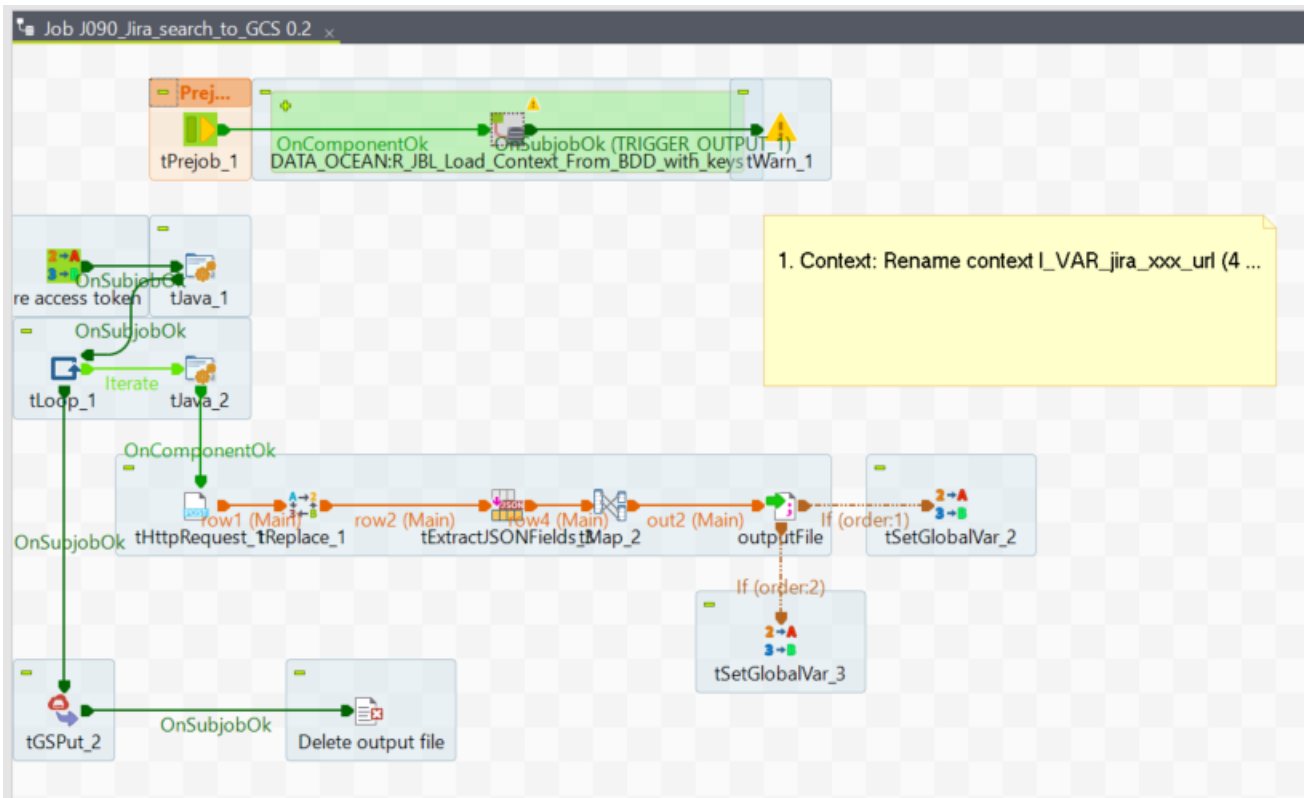 Job J090_Jira_search_to_GCS 0.2
Prej...
OnComponentOk
OnSubjobOk (TRIGGER_OUTPUT_1)
tPrejob_1
DATA_OCEAN:R_JBL_Load_Context_From_BDD_with_keys
tWarn_1
1. Context: Rename context I_VAR_jira_xxx_url (4 ...
OnSubjobOk
re access token
tJava_1
OnSubjobOk
Iterate
tLoop_1
tJava_2
OnComponentOk
row1 (Main)
row2 (Main)
row4 (Main)
out2 (Main)
If (order:1)
OnSubjobOk
tHttpRequest_1
tReplace_1
tExtractJSONFields_3
tMap_2
outputFile
tSetGlobalVar_2
If (order:2)
tSetGlobalVar_3
OnSubjobOk
tGSPut_2
Delete output file